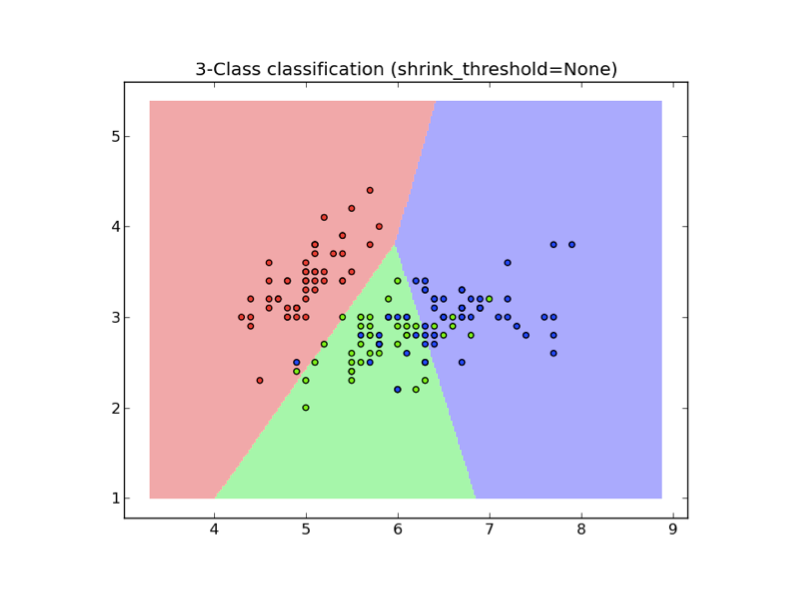 3-Class classification (shrink_threshold=None)
5
4
3
2
1
4 5 6 7 8 9